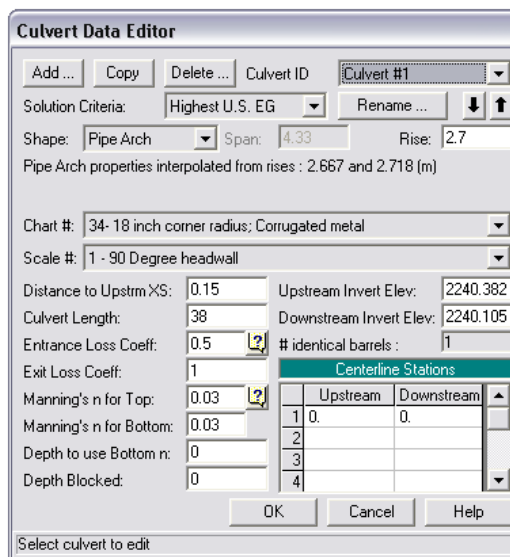 Culvert Data Editor
Add ... Copy Delete ... Culvert ID Culvert #1
Solution Criteria: Highest U.S. EG Rename ...
Shape: Pipe Arch Span: 4.33 Rise: 2.7
Pipe Arch properties interpolated from rises : 2.667 and 2.718 (m)
Chart #: 34- 18 inch corner radius; Corrugated metal
Scale #: 1 - 90 Degree headwall
Distance to Upstrm XS: 0.15 Upstream Invert Elev: 2240.382
Culvert Length: 38 Downstream Invert Elev: 2240.105
Entrance Loss Coeff: 0.5 ? # identical barrels : 1
Exit Loss Coeff: 1 Centerline Stations
Manning's n for Top: 0.03 ? Upstream Downstream
Manning's n for Bottom: 0.03 1 0. 0.
2
Depth to use Bottom n: 0 3
Depth Blocked: 0 4
OK Cancel Help
Select culvert to edit